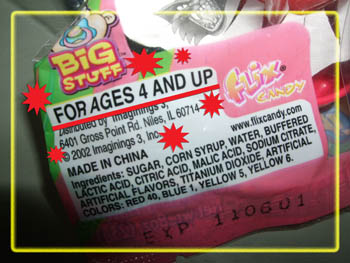 BIG
STUFF
FOR AGES 4 AND UP
flix®
CANDY
Distributed by Imaginings 3,
6401 Gross Point Rd. Niles, IL 60714
www.flixcandy.com
© 2002 Imaginings 3, Inc.
MADE IN CHINA
Ingredients: SUGAR, CORN SYRUP, WATER, BUFFERED
LACTIC ACID, CITRIC ACID, MALIC ACID, SODIUM CITRATE,
ARTIFICIAL FLAVORS, TITANIUM DIOXIDE, ARTIFICIAL
COLORS: RED 40, BLUE 1, YELLOW 5, YELLOW 6.
EXP 110601